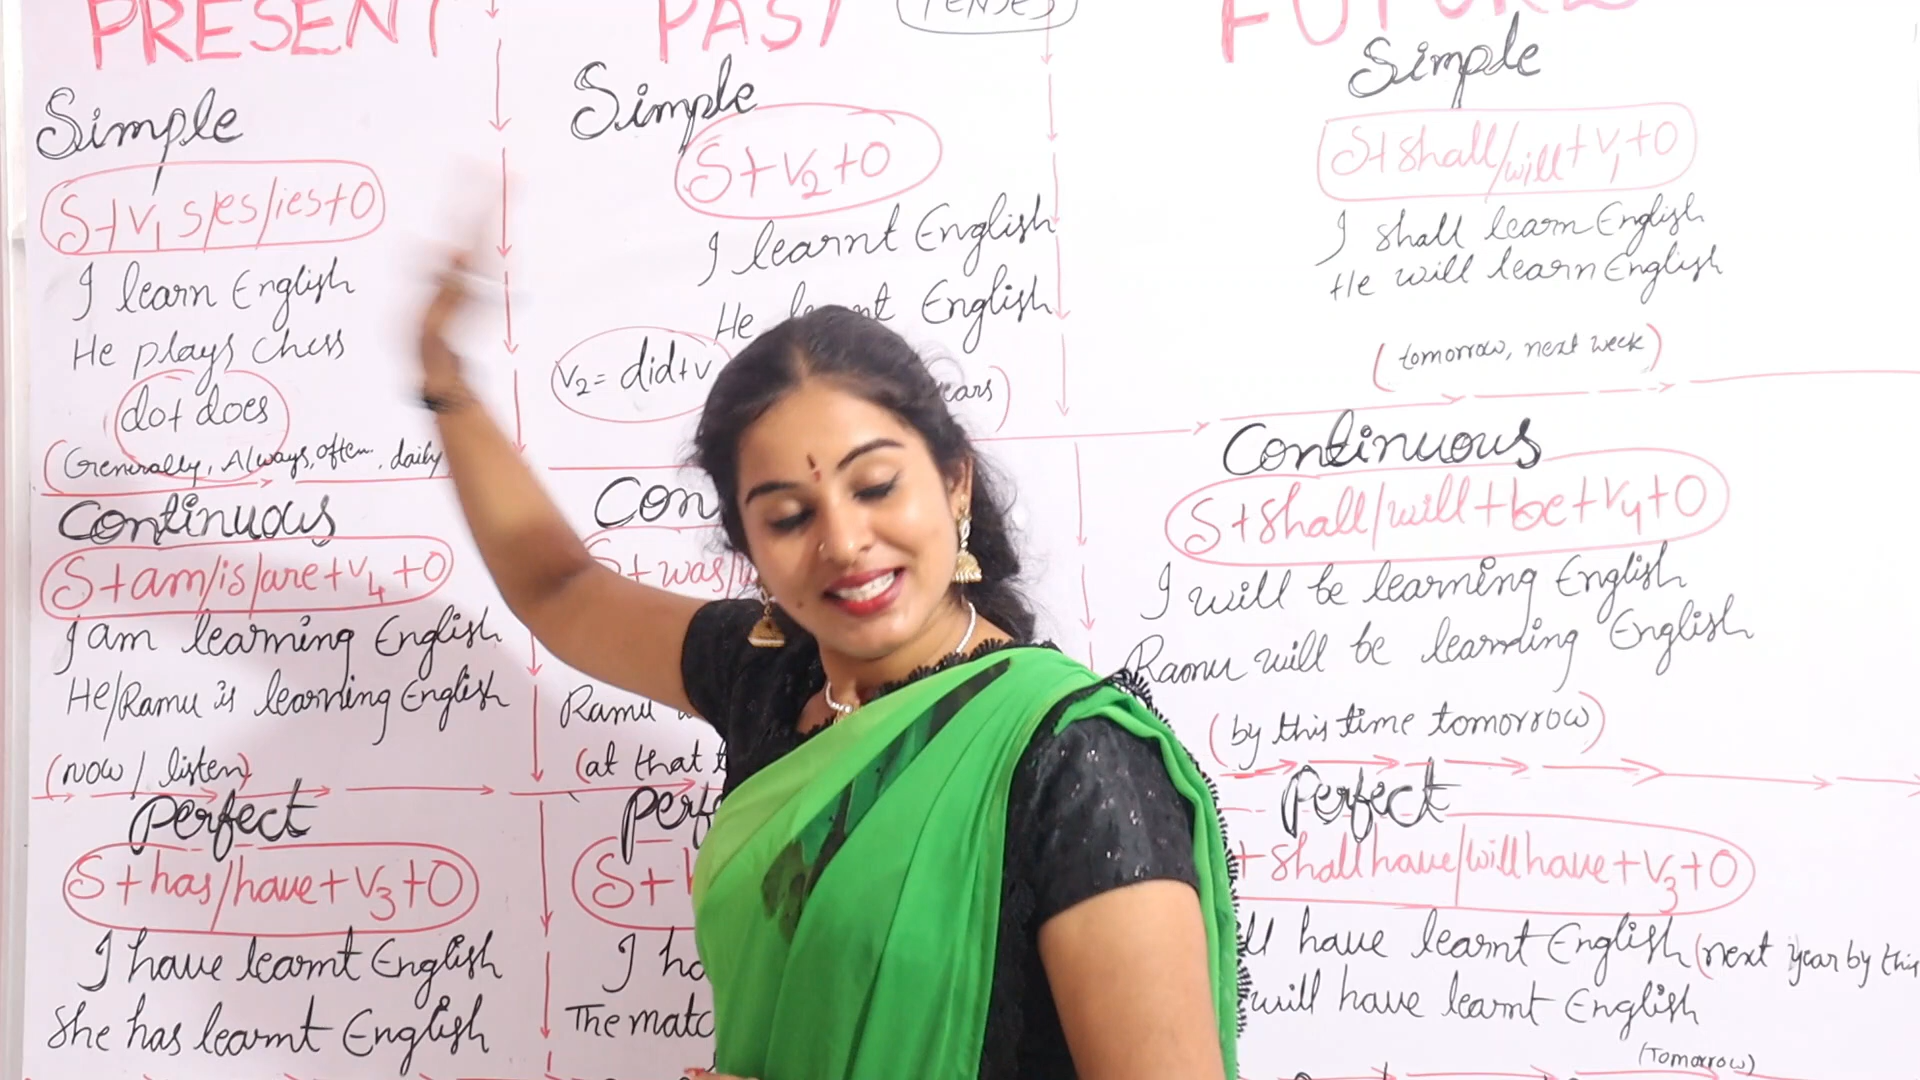 PRESENT
Simple
S+V1 s/es/ies+O
I learn English
He plays chess
do+does
(Generally, Always, often, daily
Continuous
S+am/is/are+V4+O
I am learning English
He/Ramu is learning English
(now / listen)
Perfect
S+has/have+V3+O
I have learnt English
She has learnt English
PAST
TENSES
Simple
S+V2+O
I learnt English
He English
V2= did+v
Con
S+was/
Ramu
(at that
Perf
S+
I ha
The matc
FUTURE
Simple
S+shall/will+V1+O
I shall learn English
He will learn English
(tomorrow, next week)
Continuous
S+shall/will+be+V4+O
I will be learning English
Ramu will be learning English
(by this time tomorrow)
Perfect
+shall have/will have+V3+O
ll have learnt English (next year by this
will have learnt English
(Tomorrow)